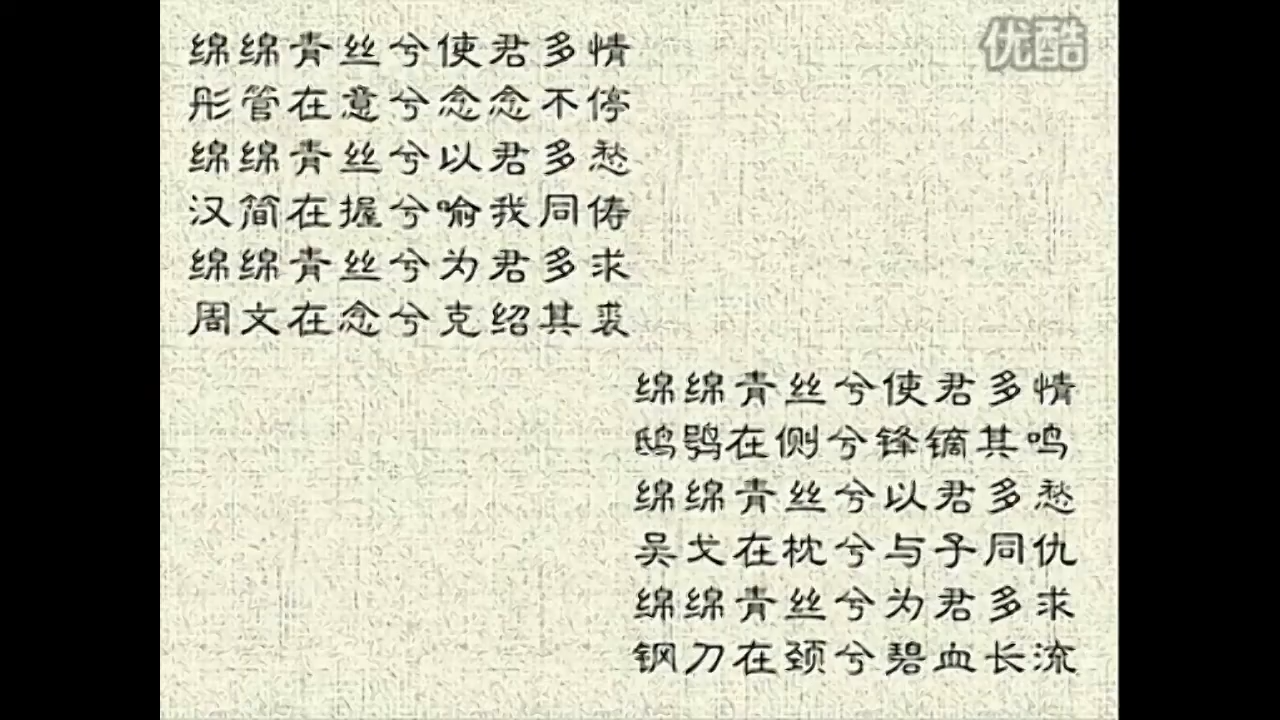 优酷
绵绵青丝兮使君多情
彤管在意兮念念不停
绵绵青丝兮以君多愁
汉简在握兮喻我同俦
绵绵青丝兮为君多求
周文在念兮克绍其裘
绵绵青丝兮使君多情
鸱鸮在侧兮锋镝其鸣
绵绵青丝兮以君多愁
吴戈在枕兮与子同仇
绵绵青丝兮为君多求
钢刀在颈兮碧血长流